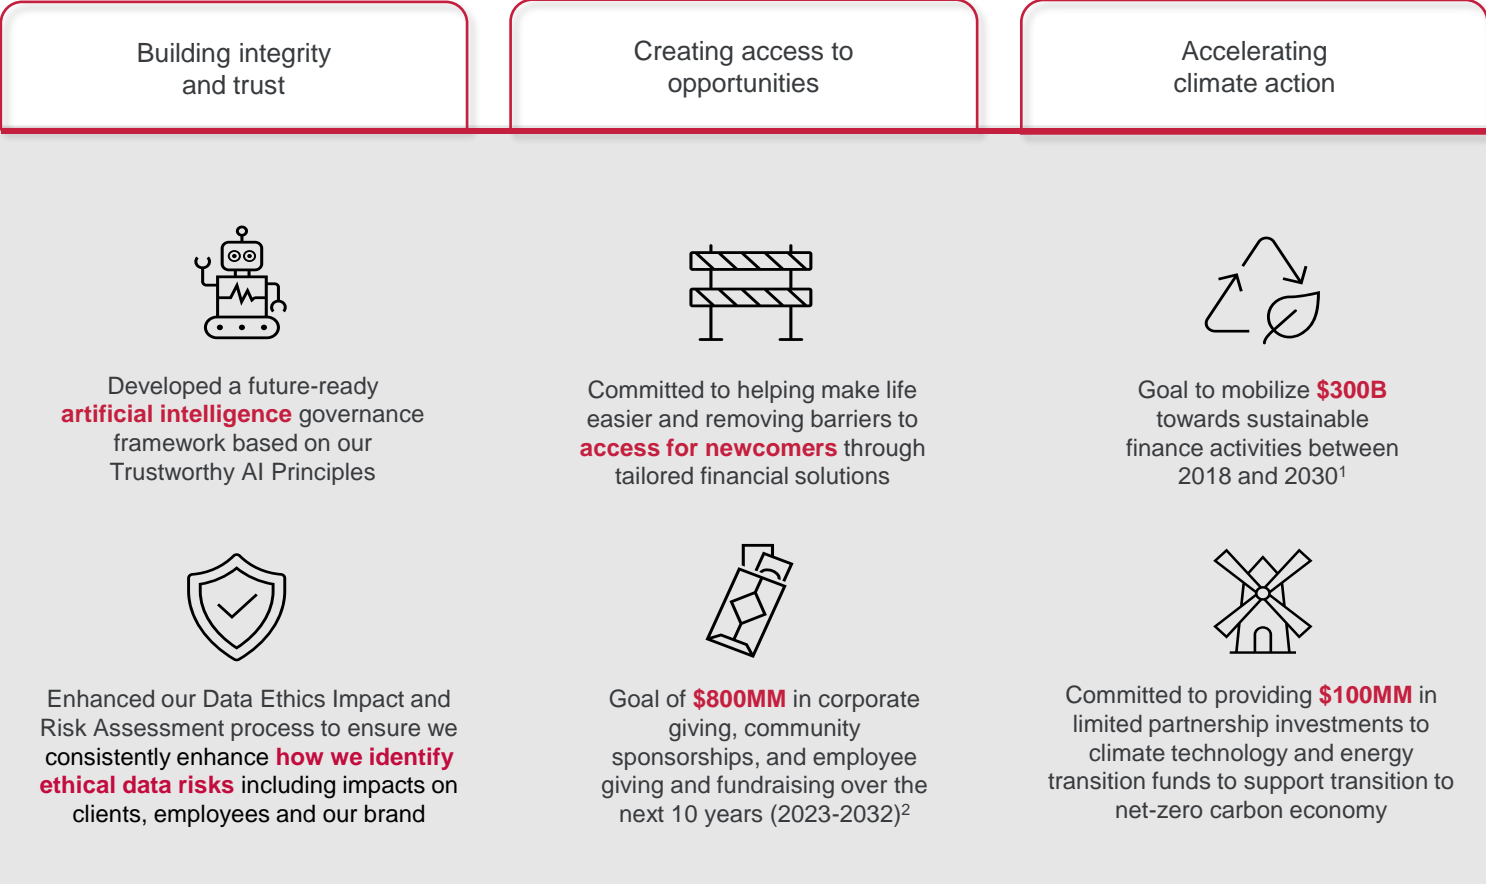 Building integrity
and trust
Developed a future-ready
artificial intelligence governance
framework based on our
Trustworthy AI Principles
Enhanced our Data Ethics Impact and
Risk Assessment process to ensure we
consistently enhance how we identify
ethical data risks including impacts on
clients, employees and our brand
Creating access to
opportunities
Committed to helping make life
easier and removing barriers to
access for newcomers through
tailored financial solutions
Goal of $800MM in corporate
giving, community
sponsorships, and employee
giving and fundraising over the
next 10 years (2023-2032)²
Accelerating
climate action
Goal to mobilize $300B
towards sustainable
finance activities between
2018 and 2030¹
Committed to providing $100MM in
limited partnership investments to
climate technology and energy
transition funds to support transition to
net-zero carbon economy